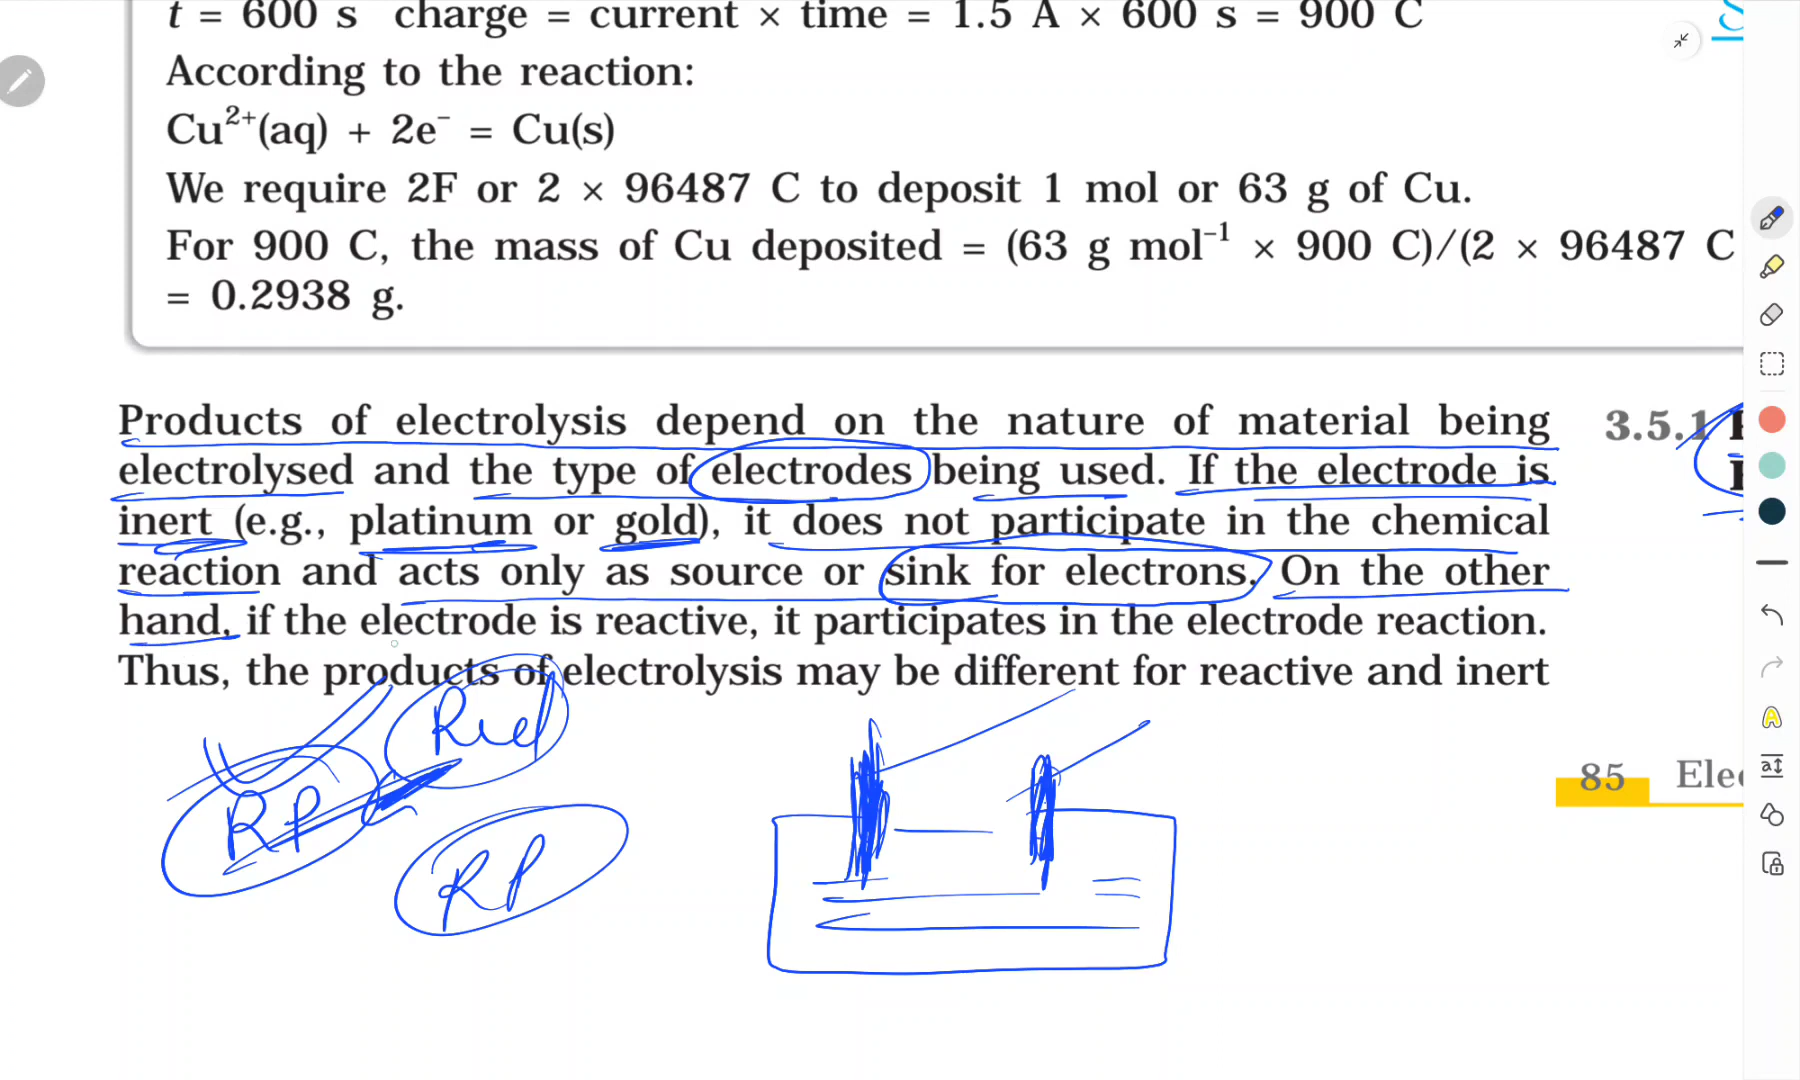 t = 600 s charge = current × time = 1.5 A × 600 s = 900 C
According to the reaction:
Cu²⁺(aq) + 2e⁻ = Cu(s)
We require 2F or 2 × 96487 C to deposit 1 mol or 63 g of Cu.
For 900 C, the mass of Cu deposited = (63 g mol⁻¹ × 900 C)/(2 × 96487 C
= 0.2938 g.
Products of electrolysis depend on the nature of material being
electrolysed and the type of electrodes being used. If the electrode is
inert (e.g., platinum or gold), it does not participate in the chemical
reaction and acts only as source or sink for electrons. On the other
hand, if the electrode is reactive, it participates in the electrode reaction.
Thus, the products of electrolysis may be different for reactive and inert
3.5.1
RP
RP
85 Elec